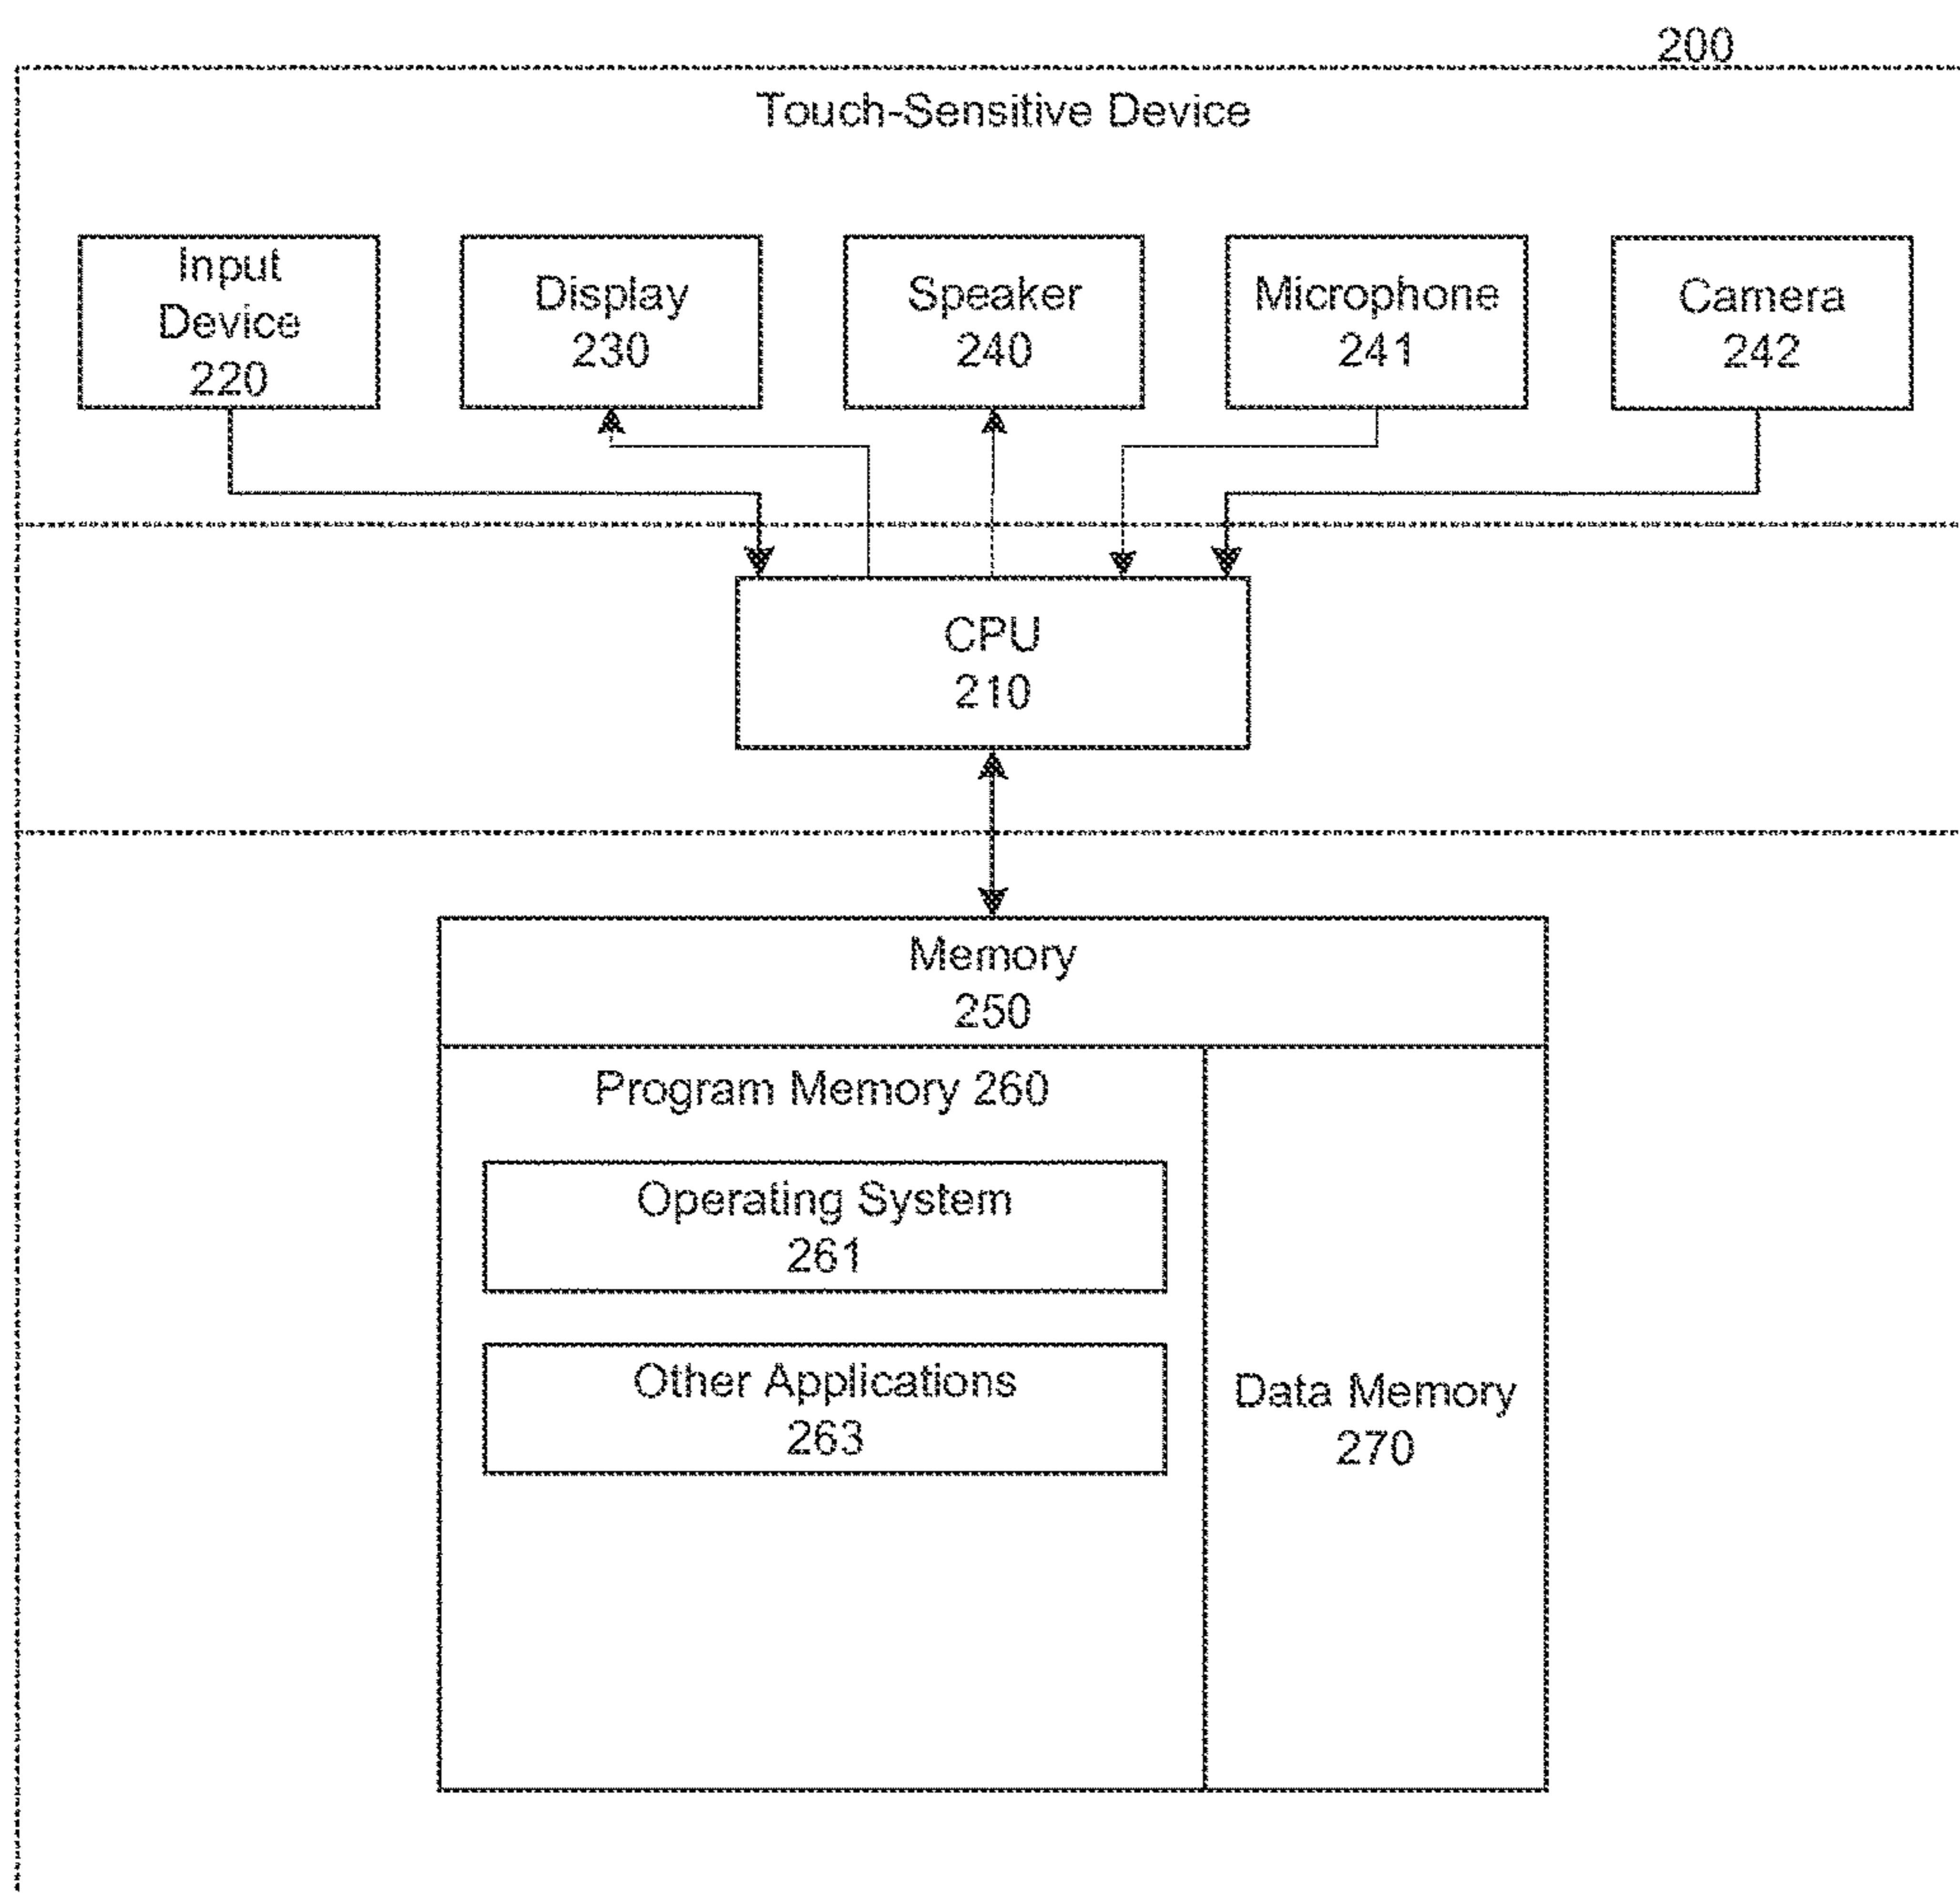 200
Touch-Sensitive Device
Input
Device
220
Display
230
Speaker
240
Microphone
241
Camera
242
CPU
210
Memory
250
Program Memory 260
Operating System
261
Other Applications
263
Data Memory
270